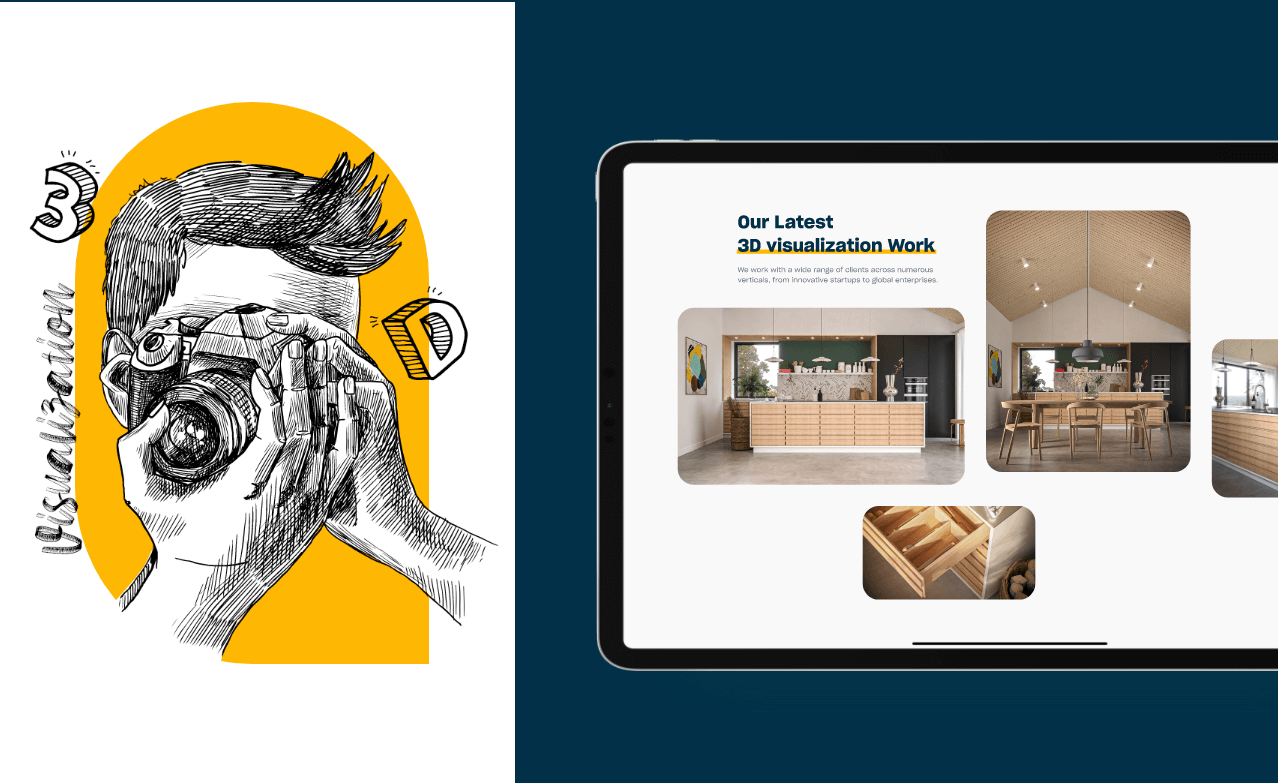 3
D
visualization
Our Latest
3D visualization Work
We work with a wide range of clients across numerous
verticals, from innovative startups to global enterprises.